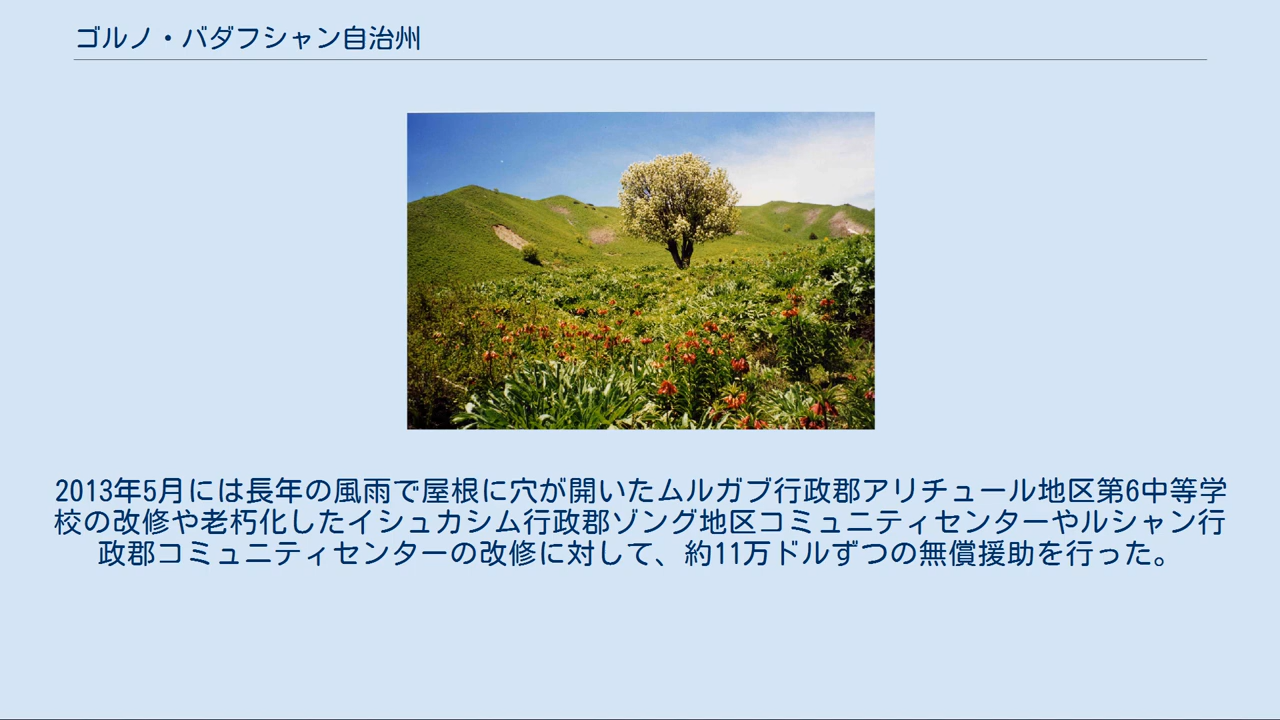 ゴルノ・バダフシャン自治州
2013年5月には長年の風雨で屋根に穴が開いたムルガブ行政郡アリチュール地区第6中等学
校の改修や老朽化したイシュカシム行政郡ゾング地区コミュニティセンターやルシャン行
政郡コミュニティセンターの改修に対して、約11万ドルずつの無償援助を行った。